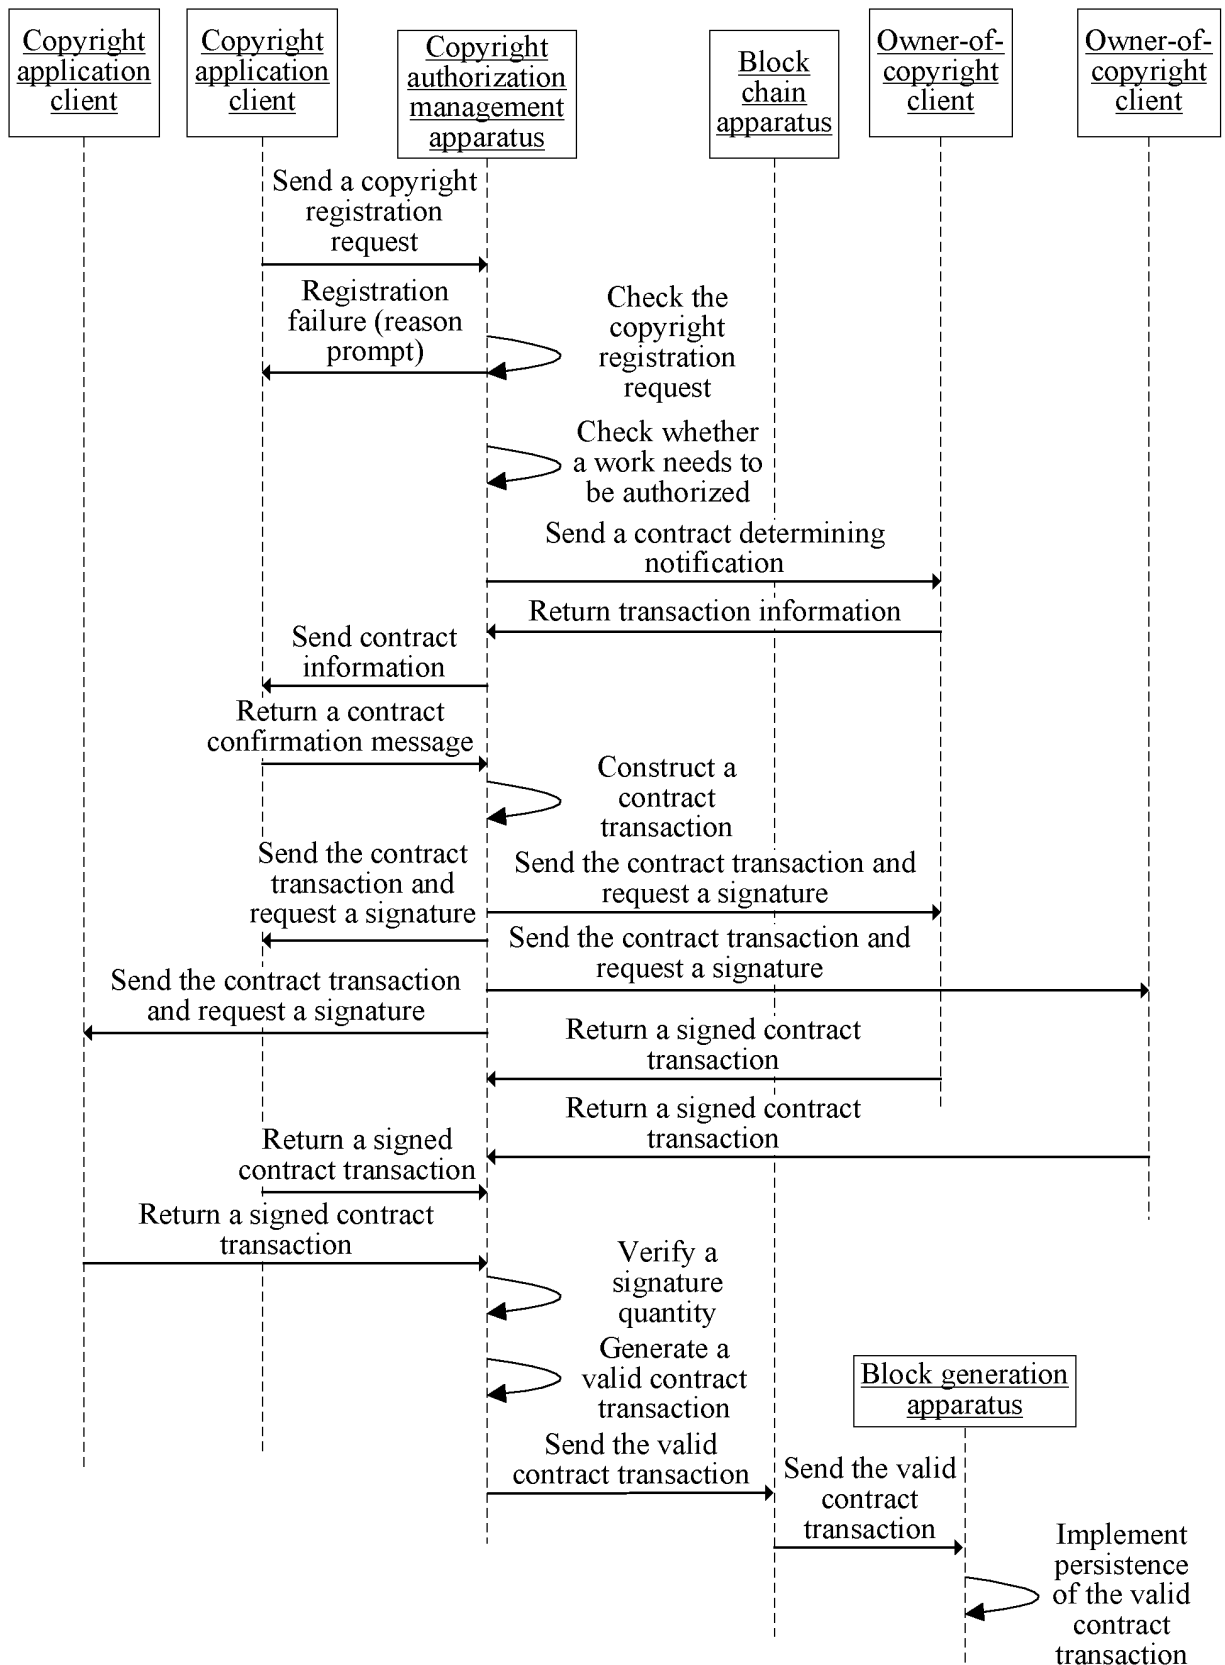 Copyright
application
client
Copyright
application
client
Copyright
authorization
management
apparatus
Block
chain
apparatus
Owner-of-
copyright
client
Owner-of-
copyright
client
Send a copyright
registration
request
Registration
failure (reason
prompt)
Check the
copyright
registration
request
Check whether
a work needs to
be authorized
Send a contract determining
notification
Return transaction information
Send contract
information
Return a contract
confirmation message
Construct a
contract
transaction
Send the contract
transaction and
request a signature
Send the contract transaction and
request a signature
Send the contract transaction and
request a signature
Send the contract transaction
and request a signature
Return a signed contract
transaction
Return a signed contract
transaction
Return a signed
contract transaction
Return a signed contract
transaction
Verify a
signature
quantity
Generate a
valid contract
transaction
Block generation
apparatus
Send the valid
contract transaction
Send the valid
contract
transaction
Implement
persistence
of the valid
contract
transaction